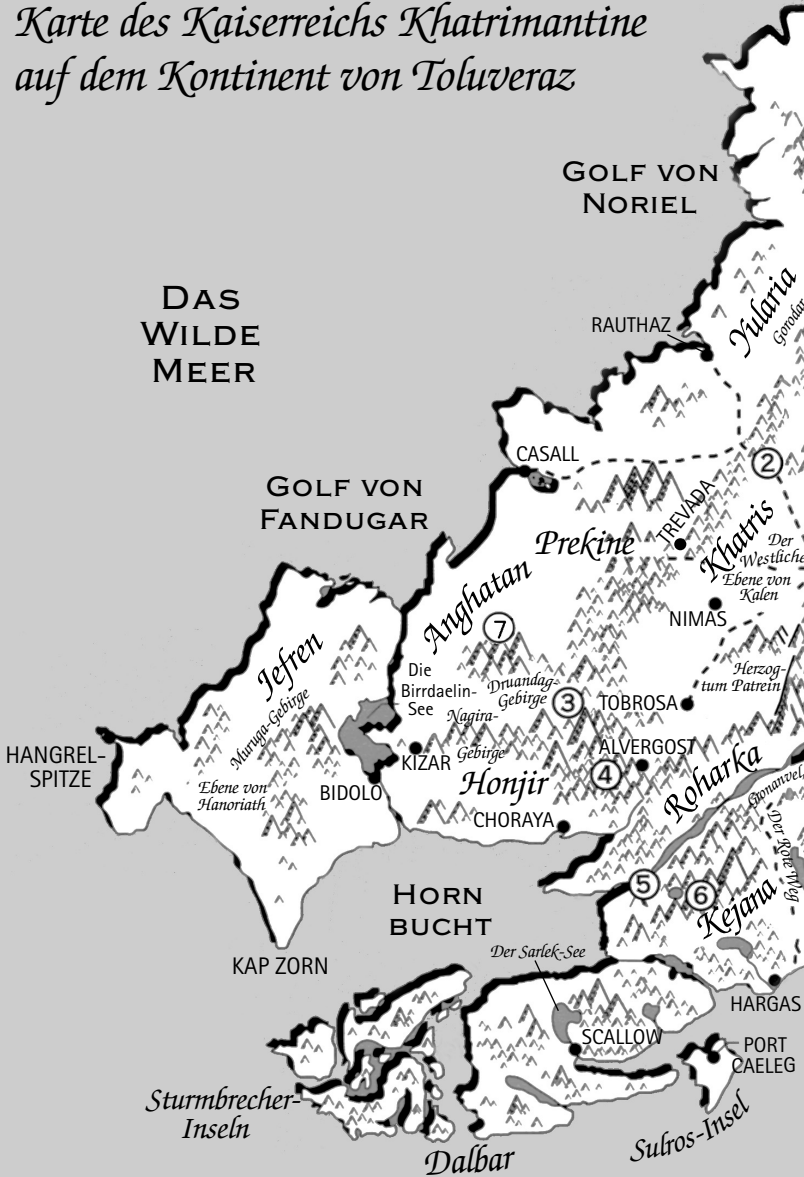 Karte des Kaiserreichs Khatrimantine
auf dem Kontinent von Toluveraz
GOLF VON
NORIEL
DAS
WILDE
MEER
RAUTHAZ
Yularia
CASALL
②
GOLF VON
FANDUGAR
TREVADA
Prekine
Khatris
Der
Westliche
Ebene von
Kalen
Anghatan
NIMAS
⑦
Jefren
Die
Birrdaelin-
See
Druandag-
Gebirge
③
Herzog-
tum Patrein
TOBROSA
Muruga-Gebirge
Nagira-
Gebirge
HANGREL-
SPITZE
KIZAR
ALVERGOST
④
Roharka
Ebene von
Hanoriath
BIDOLO
Honjir
CHORAYA
Der Rote Weg
⑤
⑥
Kejana
HORN
BUCHT
KAP ZORN
Der Sarlek-See
HARGAS
SCALLOW
PORT
CAELEG
Sturmbrecher-
Inseln
Sulros-Insel
Dalbar